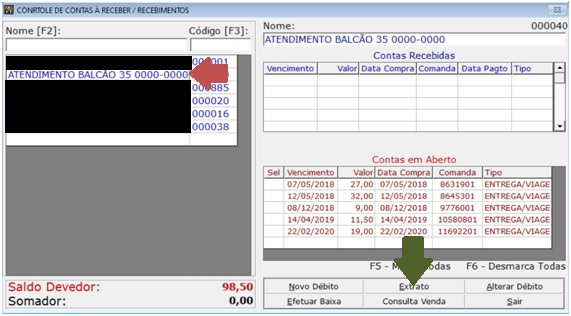 CONRTOLE DE CONTAS À RECEBER / RECEBIMENTOS
Nome [F2]: Código [F3]:
000001
ATENDIMENTO BALCÃO 35 0000-0000
000885
000020
000016
000038
Saldo Devedor: 98,50
Somador: 0,00
Nome: 000040
ATENDIMENTO BALCÃO 35 0000-0000
Contas Recebidas
Vencimento Valor Data Compra Comanda Data Pagto Tipo
Contas em Aberto
Sel Vencimento Valor Data Compra Comanda Tipo
07/05/2018 27,00 07/05/2018 8631901 ENTREGA/VIAGE
12/05/2018 32,00 12/05/2018 8645301 ENTREGA/VIAGE
08/12/2018 9,00 08/12/2018 9776001 ENTREGA/VIAGE
14/04/2019 11,50 14/04/2019 10580801 ENTREGA/VIAGE
22/02/2020 19,00 22/02/2020 11692201 ENTREGA/VIAGE
F5 - odas F6 - Desmarca Todas
Novo Débito Extrato Alterar Débito
Efetuar Baixa Consulta Venda Sair